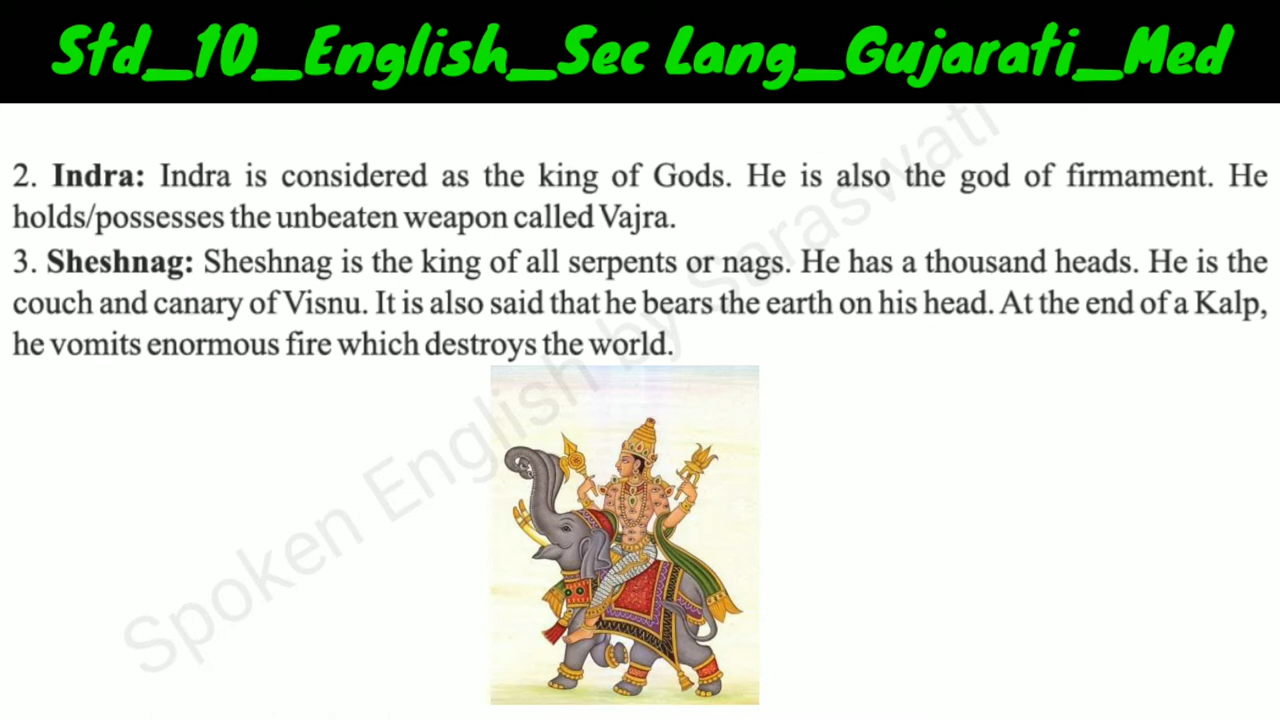 Std_10_English_Sec Lang_Gujarati_Med
2. Indra: Indra is considered as the king of Gods. He is also the god of firmament. He
holds/possesses the unbeaten weapon called Vajra.
3. Sheshnag: Sheshnag is the king of all serpents or nags. He has a thousand heads. He is the
couch and canary of Visnu. It is also said that he bears the earth on his head. At the end of a Kalp,
he vomits enormous fire which destroys the world.
Spoken English by Saraswati